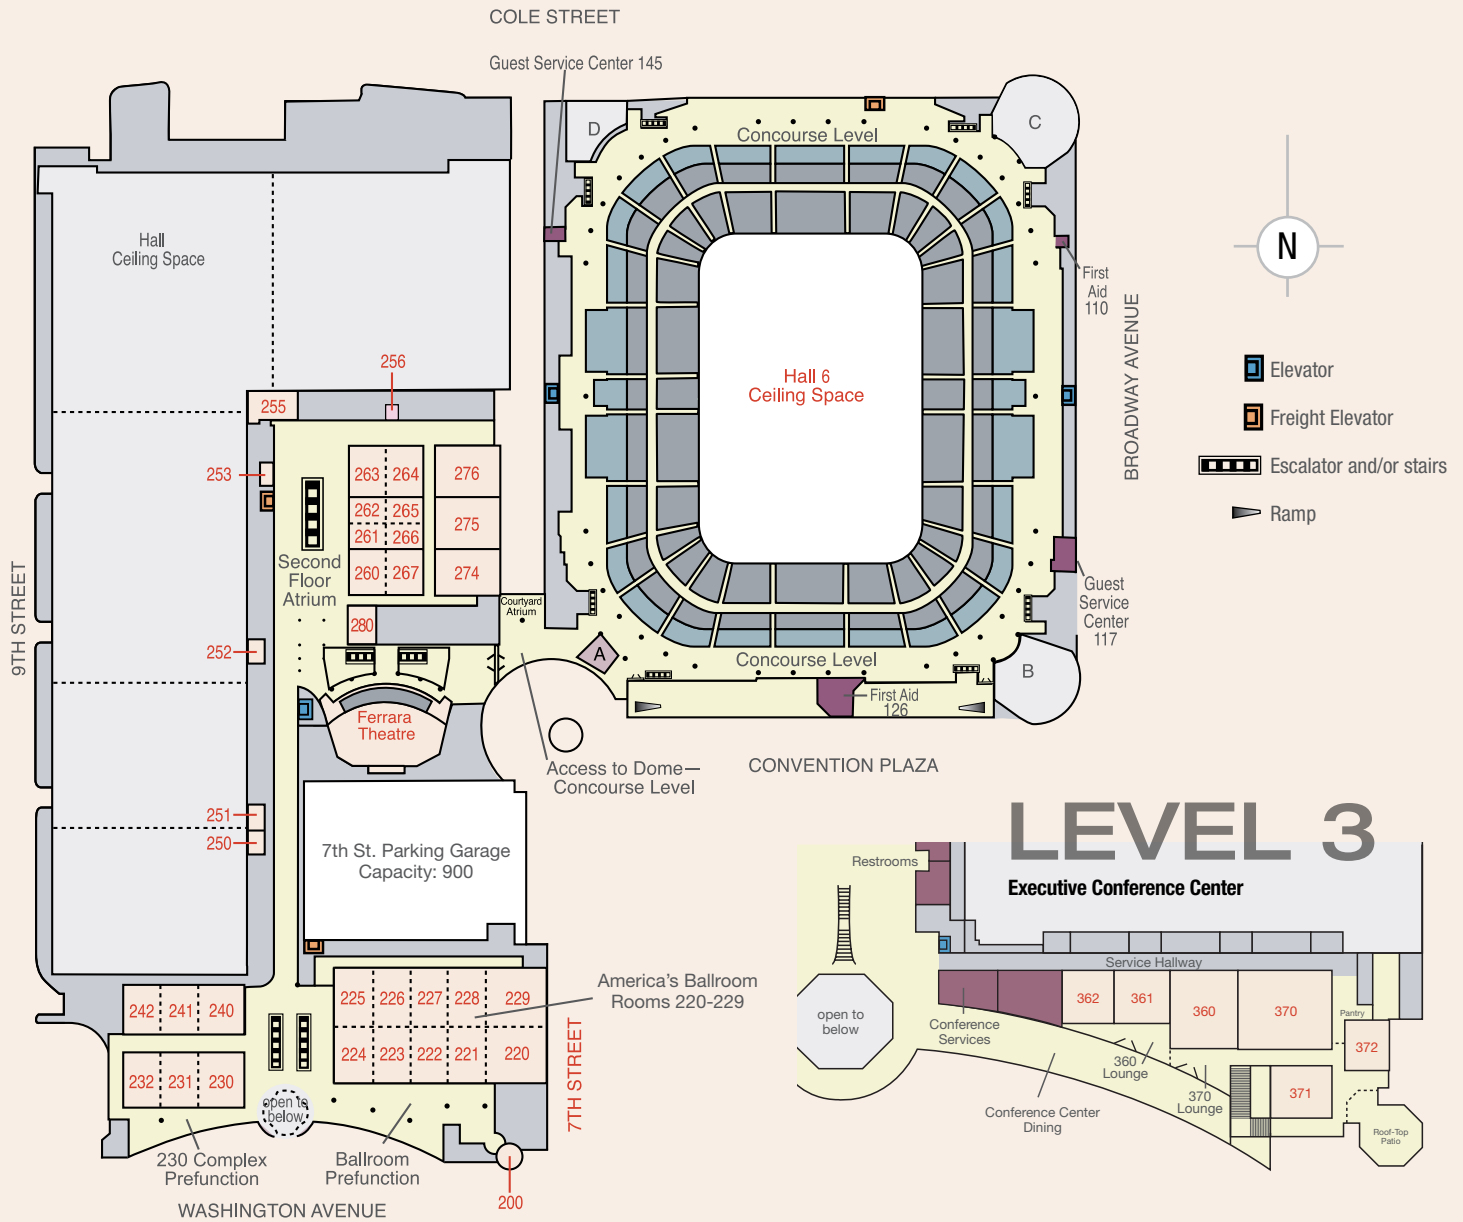 COLE STREET
Guest Service Center 145
D
C
Concourse Level
Hall
Ceiling Space
N
First
Aid
110
BROADWAY AVENUE
256
255
Hall 6
Ceiling Space
Elevator
Freight Elevator
Escalator and/or stairs
Ramp
253
263
264
276
262
265
275
261
266
260
267
274
Second
Floor
Atrium
9TH STREET
Courtyard
Atrium
280
252
A
Concourse Level
B
Guest
Service
Center
117
First Aid
126
Ferrara
Theatre
Access to Dome—
Concourse Level
CONVENTION PLAZA
251
250
7th St. Parking Garage
Capacity: 900
LEVEL 3
Executive Conference Center
Restrooms
Service Hallway
open to
below
Conference
Services
362
361
360
370
Pantry
372
360
Lounge
370
Lounge
371
Conference Center
Dining
Roof-Top
Patio
America's Ballroom
Rooms 220-229
225
226
227
228
229
224
223
222
221
220
242
241
240
232
231
230
open to
below
7TH STREET
230 Complex
Prefunction
Ballroom
Prefunction
200
WASHINGTON AVENUE